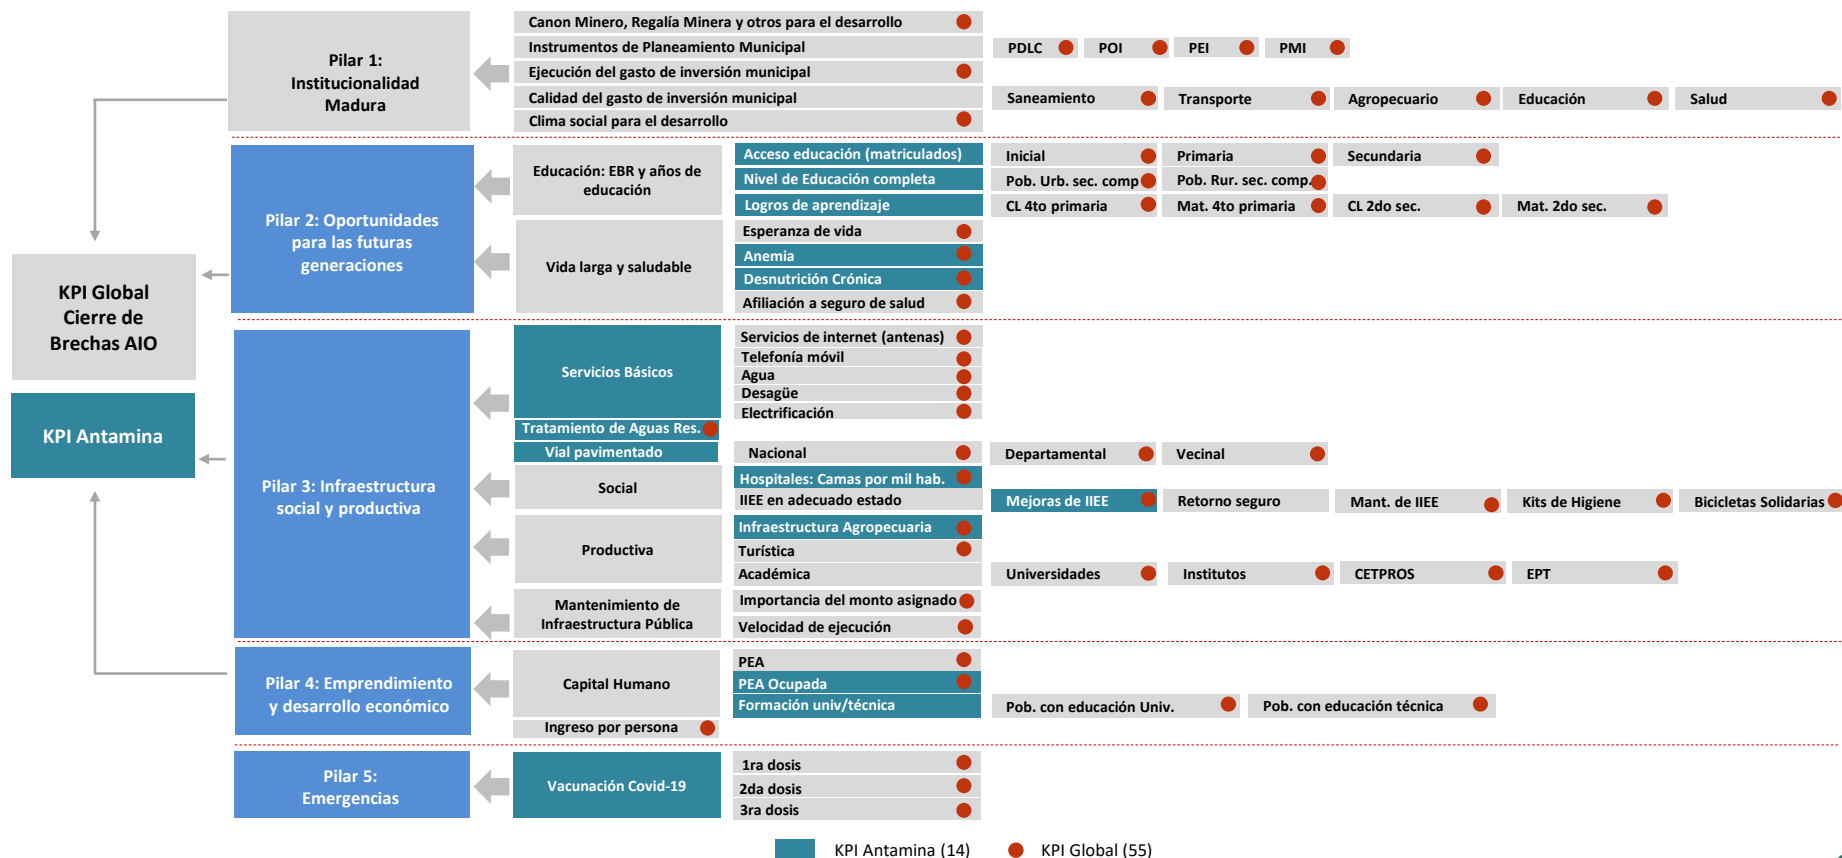 Canon Minero, Regalía Minera y otros para el desarrollo
Instrumentos de Planeamiento Municipal
PDLC
POI
PEI
PMI
Pilar 1:
Institucionalidad
Madura
Ejecución del gasto de inversión municipal
Calidad del gasto de inversión municipal
Saneamiento
Transporte
Agropecuario
Educación
Salud
Clima social para el desarrollo
Pilar 2: Oportunidades
para las futuras
generaciones
Educación: EBR y años de
educación
Acceso educación (matriculados)
Inicial
Primaria
Secundaria
Nivel de Educación completa
Pob. Urb. sec. comp
Pob. Rur. sec. comp.
Logros de aprendizaje
CL 4to primaria
Mat. 4to primaria
CL 2do sec.
Mat. 2do sec.
Vida larga y saludable
Esperanza de vida
Anemia
Desnutrición Crónica
Afiliación a seguro de salud
KPI Global
Cierre de
Brechas AIO
KPI Antamina
Pilar 3: Infraestructura
social y productiva
Servicios Básicos
Servicios de internet (antenas)
Telefonía móvil
Agua
Desagüe
Electrificación
Tratamiento de Aguas Res.
Vial pavimentado
Nacional
Departamental
Vecinal
Social
Hospitales: Camas por mil hab.
IIEE en adecuado estado
Mejoras de IIEE
Retorno seguro
Mant. de IIEE
Kits de Higiene
Bicicletas Solidarias
Productiva
Infraestructura Agropecuaria
Turística
Académica
Universidades
Institutos
CETPROS
EPT
Mantenimiento de
Infraestructura Pública
Importancia del monto asignado
Velocidad de ejecución
Pilar 4: Emprendimiento
y desarrollo económico
Capital Humano
PEA
PEA Ocupada
Formación univ/técnica
Pob. con educación Univ.
Pob. con educación técnica
Ingreso por persona
Pilar 5:
Emergencias
Vacunación Covid-19
1ra dosis
2da dosis
3ra dosis
KPI Antamina (14)
KPI Global (55)